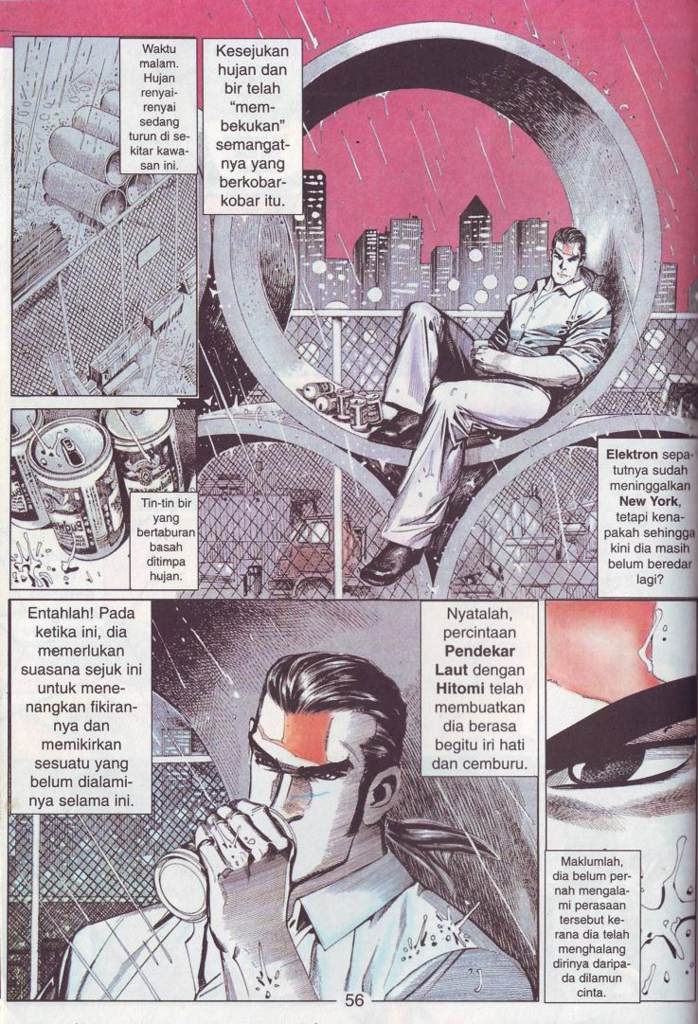 Waktu
malam.
Hujan
renyai-
renyai
sedang
turun di se-
kitar kawa-
san ini.
Kesejukan
hujan dan
bir telah
“mem-
bekukan”
semangat-
nya yang
berkobar-
kobar itu.
Tin-tin bir
yang
bertaburan
basah
ditimpa
hujan.
Elektron sepa-
tutnya sudah
meninggalkan
New York,
tetapi kena-
pakah sehingga
kini dia masih
belum beredar
lagi?
Entahlah! Pada
ketika ini, dia
memerlukan
suasana sejuk ini
untuk mene-
nangkan fikiran-
nya dan
memikirkan
sesuatu yang
belum dialami-
nya selama ini.
Nyatalah,
percintaan
Pendekar
Laut dengan
Hitomi telah
membuatkan
dia berasa
begitu iri hati
dan cemburu.
Maklumlah,
dia belum per-
nah mengala-
mi perasaan
tersebut ke-
rana dia telah
menghalang
dirinya daripa-
da dilamun
cinta.
56